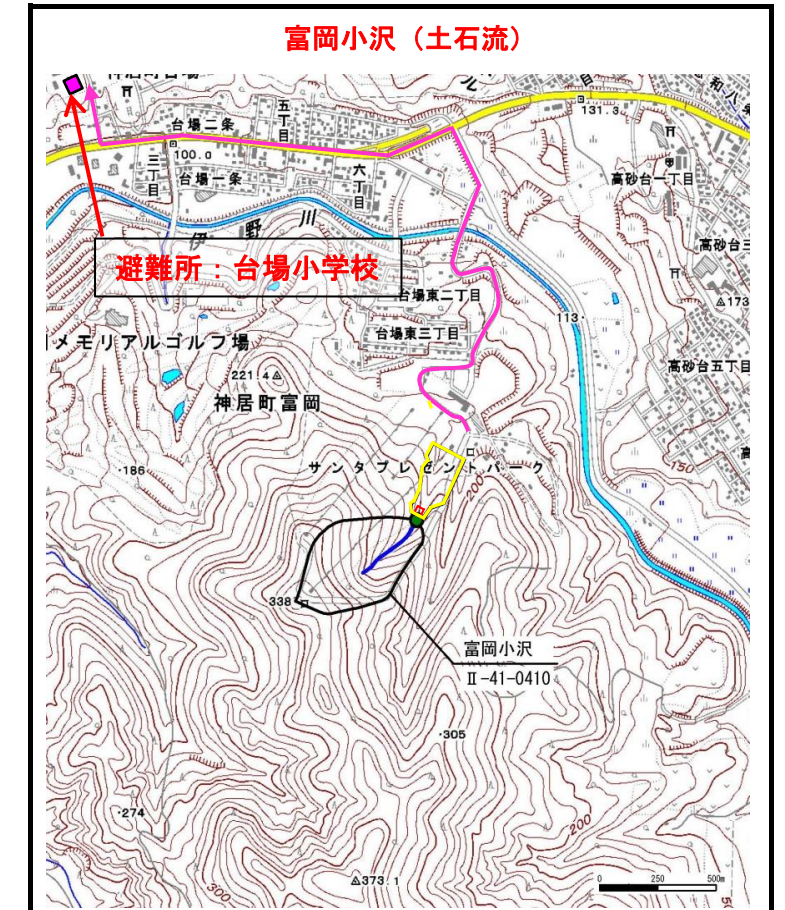 富岡小沢（土石流）
五丁目
台場二条
131.3
100.0
三丁目
台場一条
六丁目
高砂台一丁目
伊野川
避難所：台場小学校
台場東二丁目
173
113
台場東三丁目
メモリアルゴルフ場
高砂台五丁目
221.4
神居町富岡
186
サンタプレゼントパーク
200
150
338
富岡小沢
Ⅱ-41-0410
305
274
200
373.1
300
0 250 500m